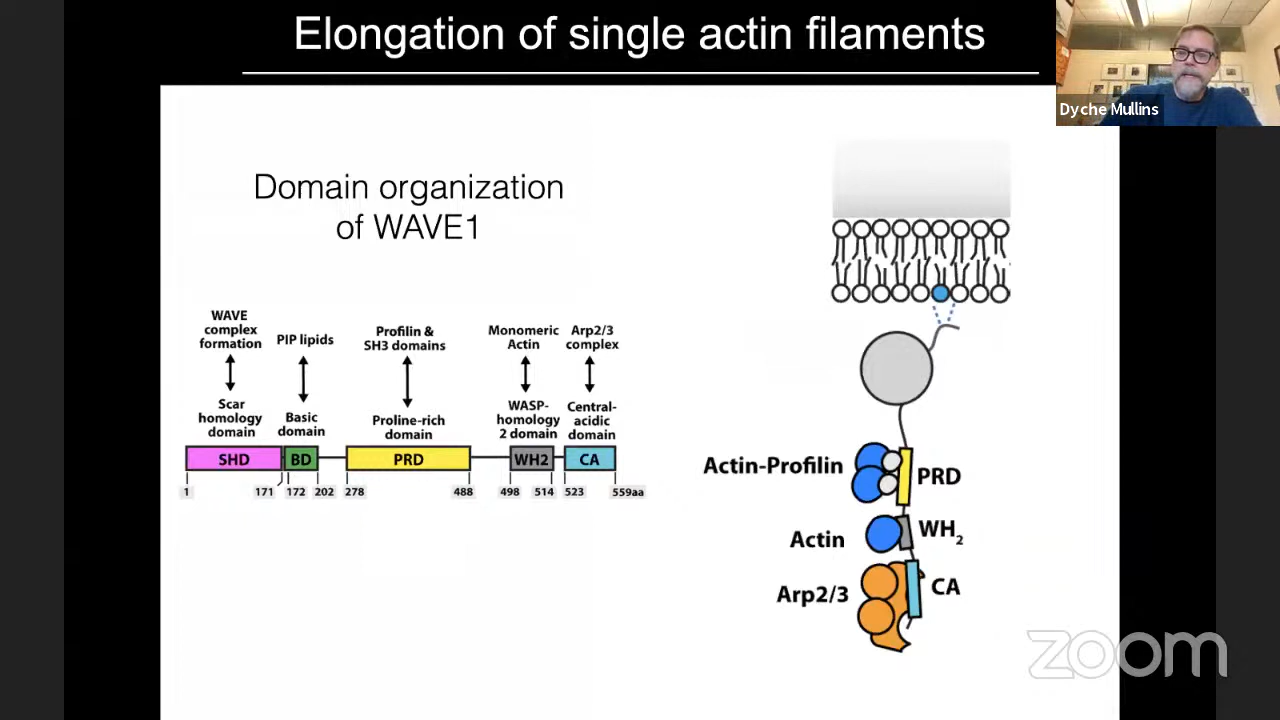 Elongation of single actin filaments
Dyche Mullins
Domain organization
of WAVE1
WAVE
complex
formation
PIP lipids
Profilin &
SH3 domains
Monomeric
Actin
Arp2/3
complex
Scar
homology
domain
Basic
domain
Proline-rich
domain
WASP-
homology
2 domain
Central-
acidic
domain
SHD
BD
PRD
WH2
CA
1 171 172 202 278 488 498 514 523 559aa
Actin-Profilin
PRD
Actin
WH2
Arp2/3
CA
zoom